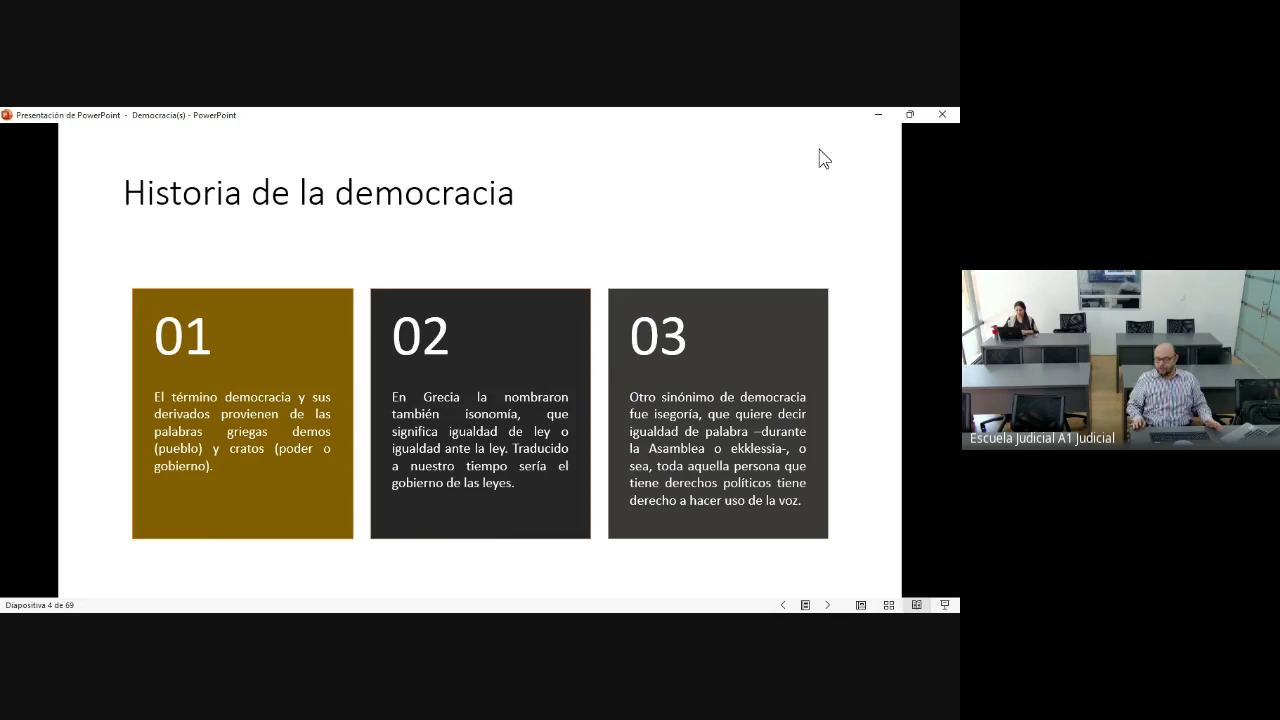 Presentación de PowerPoint - Democracia(s) - PowerPoint
Historia de la democracia
01
El término democracia y sus
derivados provienen de las
palabras griegas demos
(pueblo) y cratos (poder o
gobierno).
02
En Grecia la nombraron
también isonomía, que
significa igualdad de ley o
igualdad ante la ley. Traducido
a nuestro tiempo sería el
gobierno de las leyes.
03
Otro sinónimo de democracia
fue isegoría, que quiere decir
igualdad de palabra –durante
la Asamblea o ekklessia-, o
sea, toda aquella persona que
tiene derechos políticos tiene
derecho a hacer uso de la voz.
Escuela Judicial A1 Judicial
Diapositiva 4 de 69